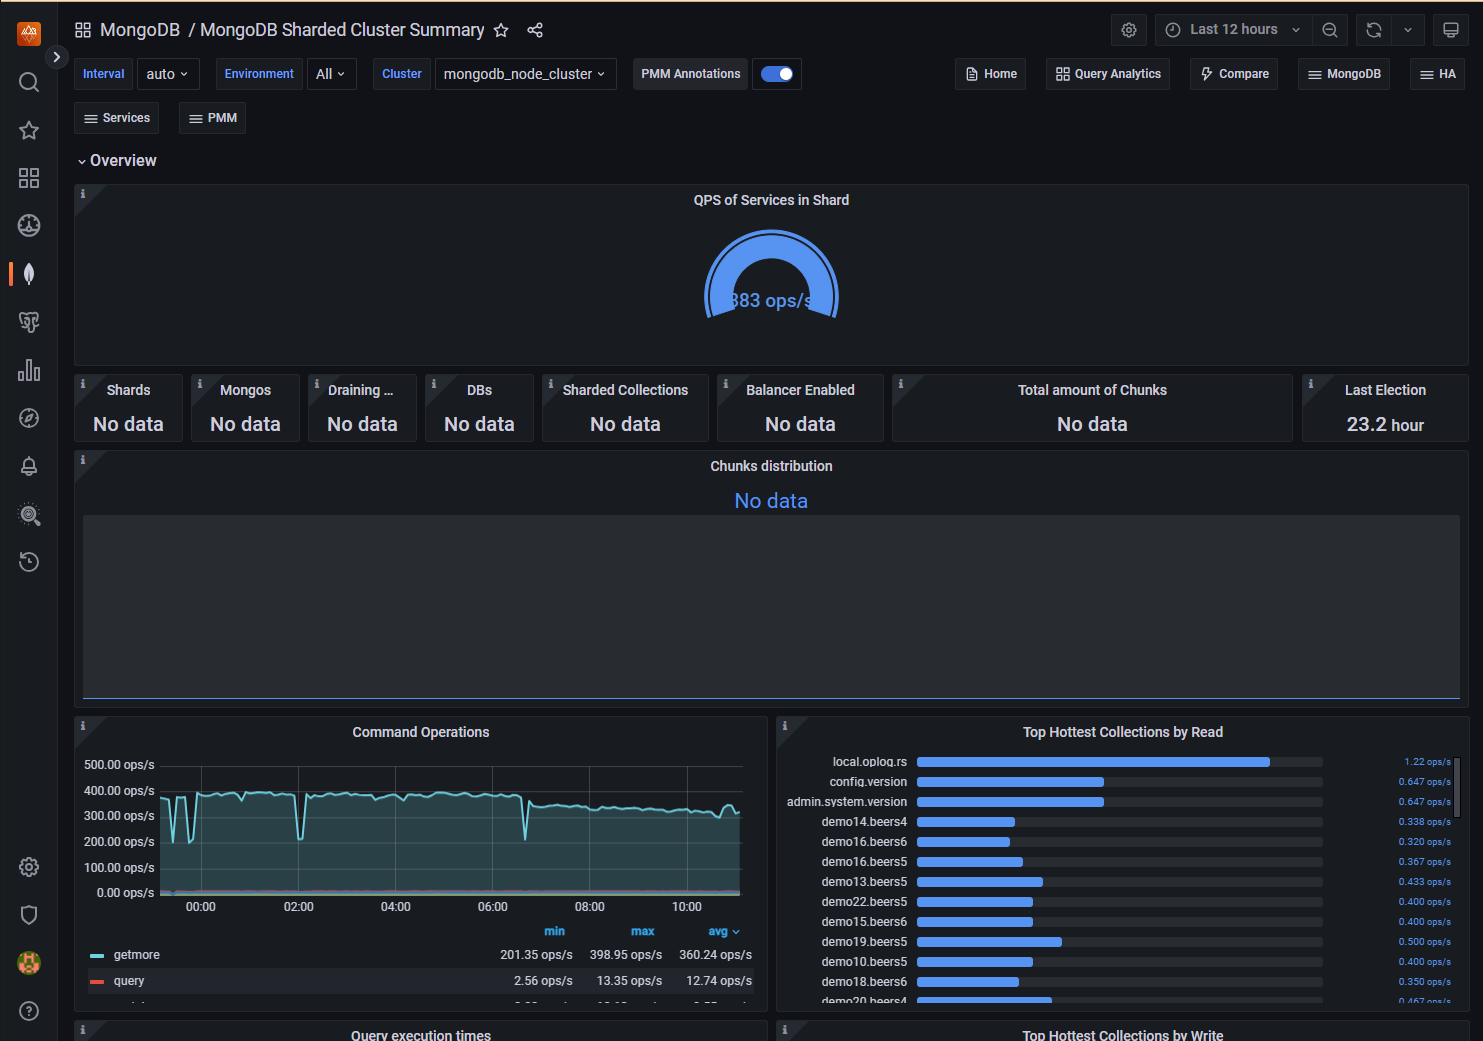 MongoDB / MongoDB Sharded Cluster Summary
Last 12 hours
Interval auto Environment All Cluster mongodb_node_cluster PMM Annotations Home Query Analytics Compare MongoDB HA
Services PMM
Overview
QPS of Services in Shard
383 ops/s
Shards
No data
Mongos
No data
Draining ...
No data
DBs
No data
Sharded Collections
No data
Balancer Enabled
No data
Total amount of Chunks
No data
Last Election
23.2 hour
Chunks distribution
No data
Command Operations
500.00 ops/s
400.00 ops/s
300.00 ops/s
200.00 ops/s
100.00 ops/s
0.00 ops/s
00:00 02:00 04:00 06:00 08:00 10:00
min max avg
getmore 201.35 ops/s 398.95 ops/s 360.24 ops/s
query 2.56 ops/s 13.35 ops/s 12.74 ops/s
Top Hottest Collections by Read
local.oplog.rs 1.22 ops/s
config.version 0.647 ops/s
admin.system.version 0.647 ops/s
demo14.beers4 0.338 ops/s
demo16.beers6 0.320 ops/s
demo16.beers5 0.367 ops/s
demo13.beers5 0.433 ops/s
demo22.beers5 0.400 ops/s
demo15.beers6 0.400 ops/s
demo19.beers5 0.500 ops/s
demo10.beers5 0.400 ops/s
demo18.beers6 0.350 ops/s
demo20.beers4 0.467 ops/s
Query execution times
Top Hottest Collections by Write